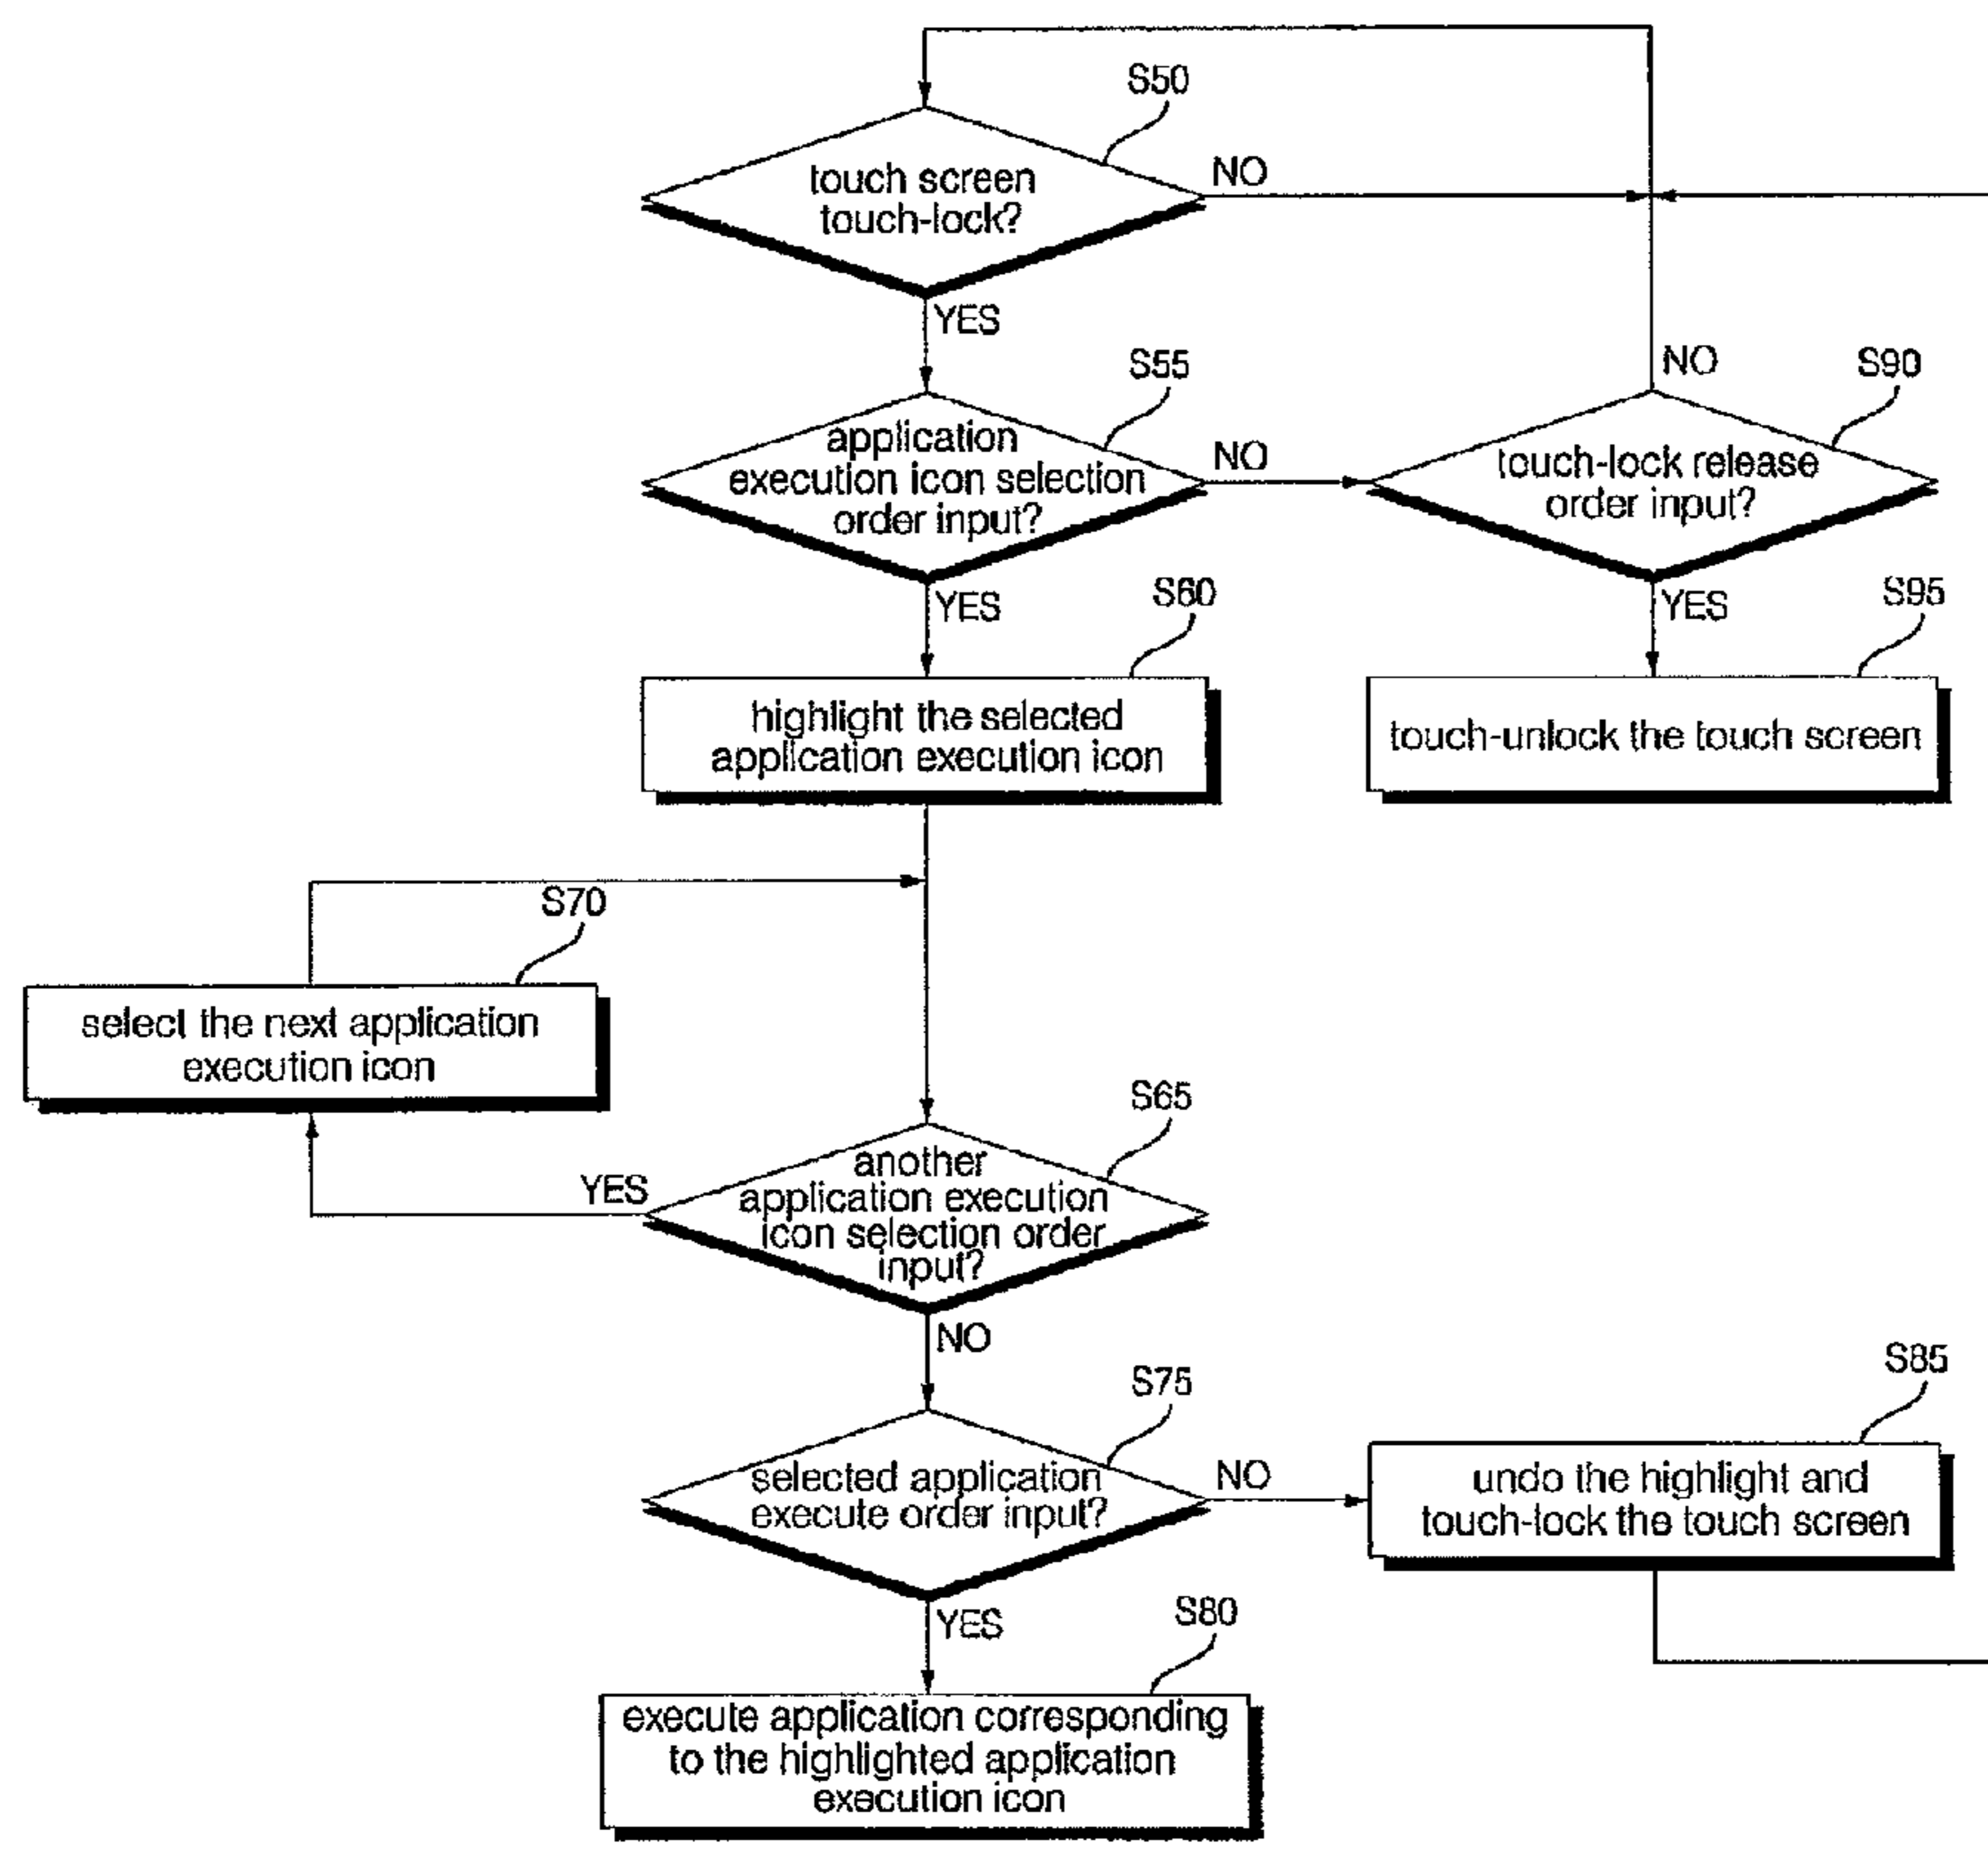 S50
touch screen
touch-lock?
NO
YES
S55
application
execution icon selection
order input?
NO
YES
NO
S90
touch-lock release
order input?
YES
S60
highlight the selected
application execution icon
S95
touch-unlock the touch screen
S70
select the next application
execution icon
S65
another
application execution
icon selection order
input?
YES
NO
S75
selected application
execute order input?
NO
YES
S85
undo the highlight and
touch-lock the touch screen
S80
execute application corresponding
to the highlighted application
execution icon